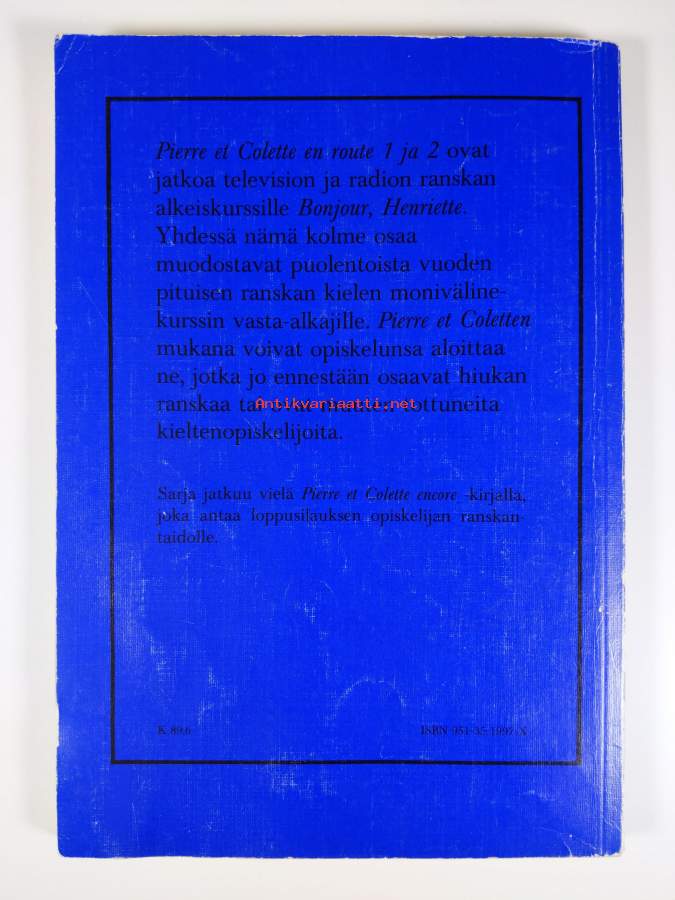 Pierre et Colette en route 1 ja 2 ovat
jatkoa television ja radion ranskan
alkeiskurssille Bonjour, Henriette.
Yhdessä nämä kolme osaa
muodostavat puolentoista vuoden
pituisen ranskan kielen moniväline-
kurssin vasta-alkajille. Pierre et Coletten
mukana voivat opiskelunsa aloittaa
ne, jotka jo ennestään osaavat hiukan
ranskaa tai ovat tottuneita
Antikvariaatti.net
kieltenopiskelijoita.
Sarja jatkuu vielä Pierre et Colette encore -kirjalla,
joka antaa loppusilauksen opiskelijan ranskan-
taidolle.
K 89.6
ISBN 951-35-1997-X